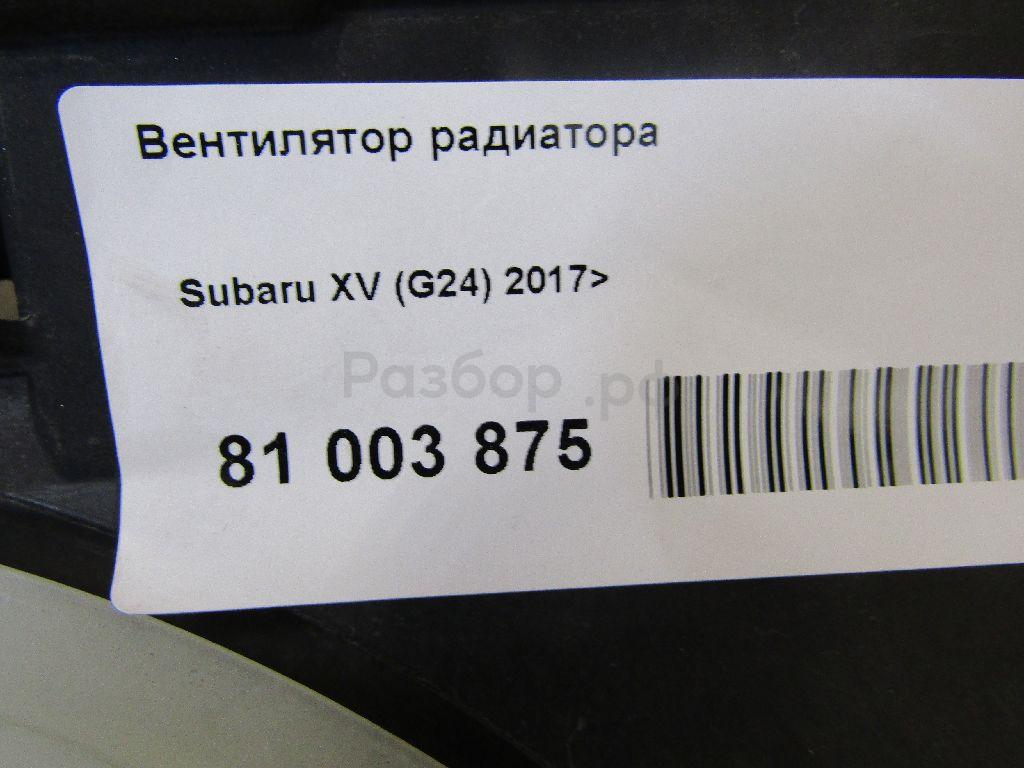 Вентилятор радиатора
Subaru XV (G24) 2017>
Разбор.рф
81 003 875